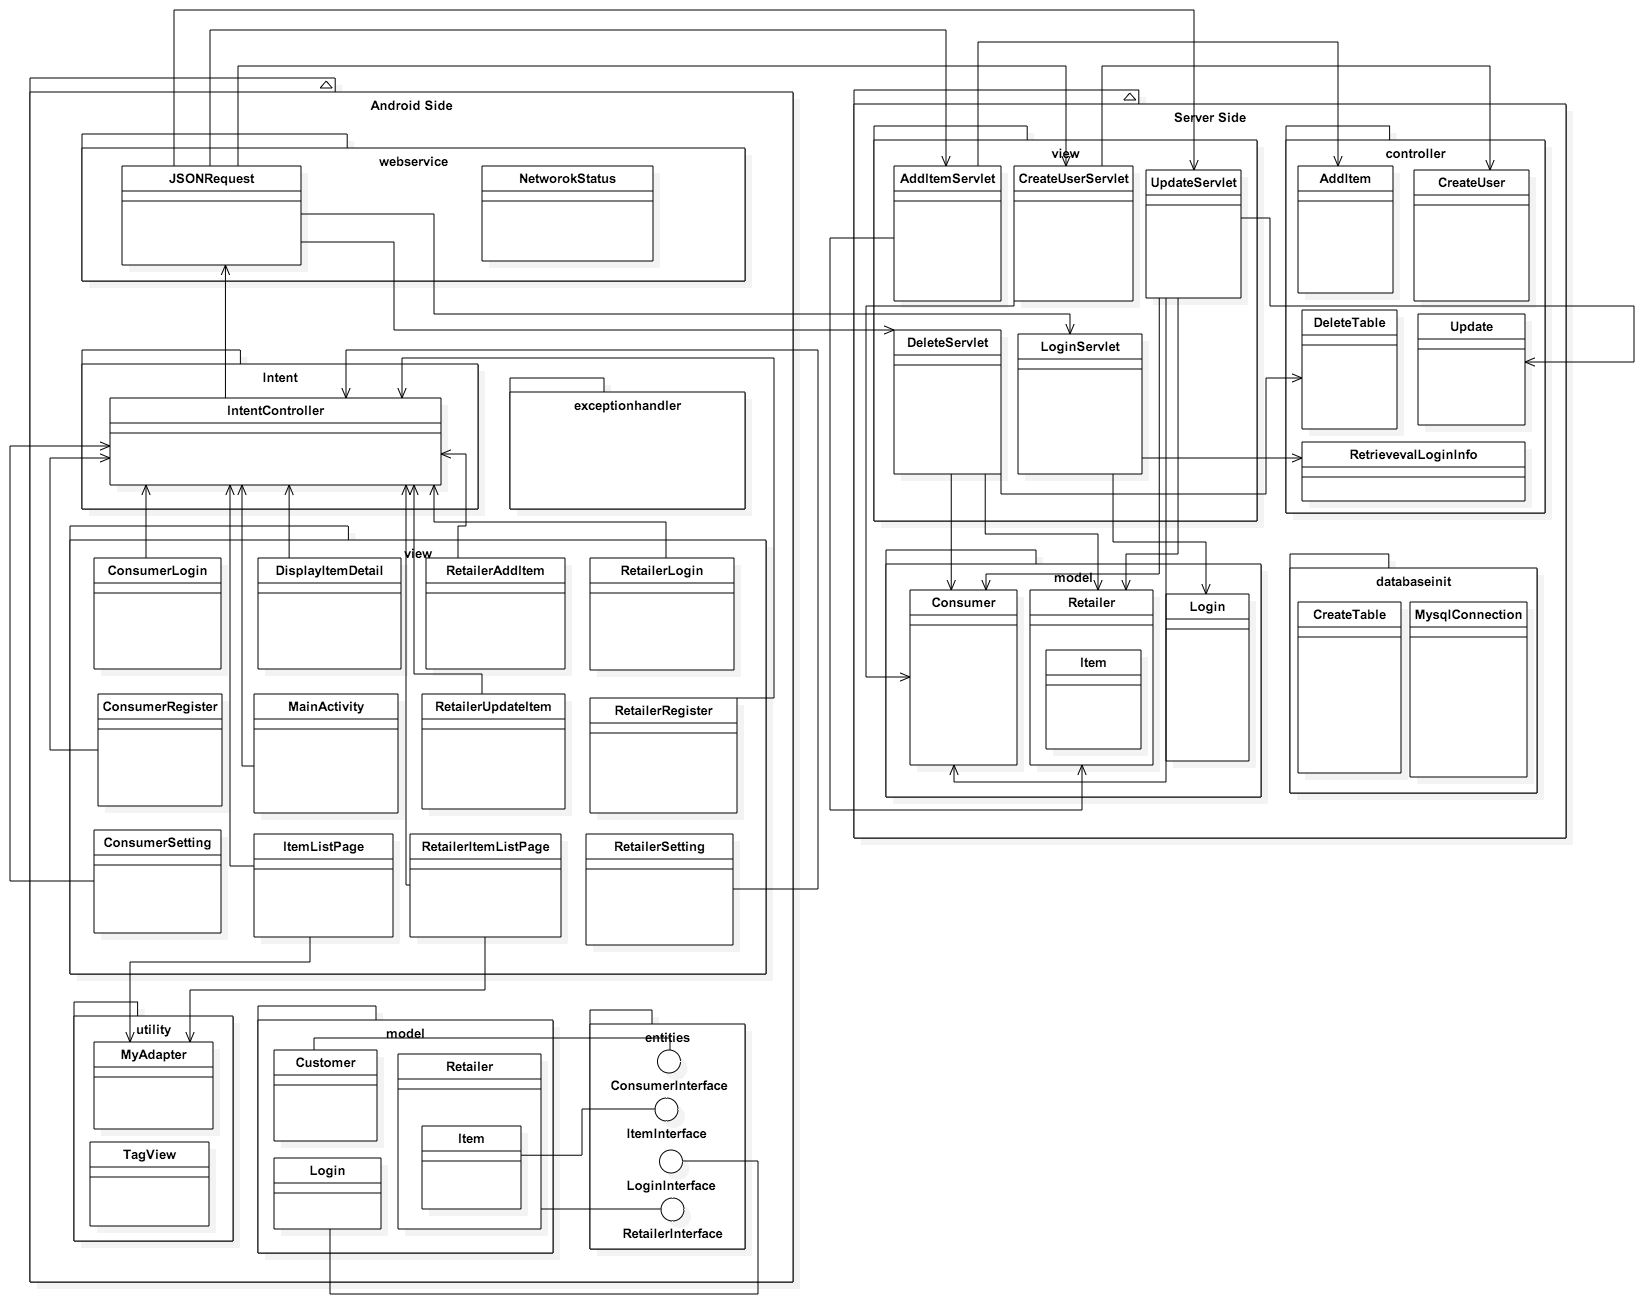 Android Side
webservice
JSONRequest
NetworokStatus
Intent
IntentController
exceptionhandler
view
ConsumerLogin
DisplayItemDetail
RetailerAddItem
RetailerLogin
ConsumerRegister
MainActivity
RetailerUpdateItem
RetailerRegister
ConsumerSetting
ItemListPage
RetailerItemListPage
RetailerSetting
utility
MyAdapter
TagView
model
Customer
Retailer
Item
Login
entities
ConsumerInterface
ItemInterface
LoginInterface
RetailerInterface
Server Side
view
AddItemServlet
CreateUserServlet
UpdateServlet
DeleteServlet
LoginServlet
controller
AddItem
CreateUser
DeleteTable
Update
RetrievevalLoginInfo
model
Consumer
Retailer
Item
Login
databaseinit
CreateTable
MysqlConnection